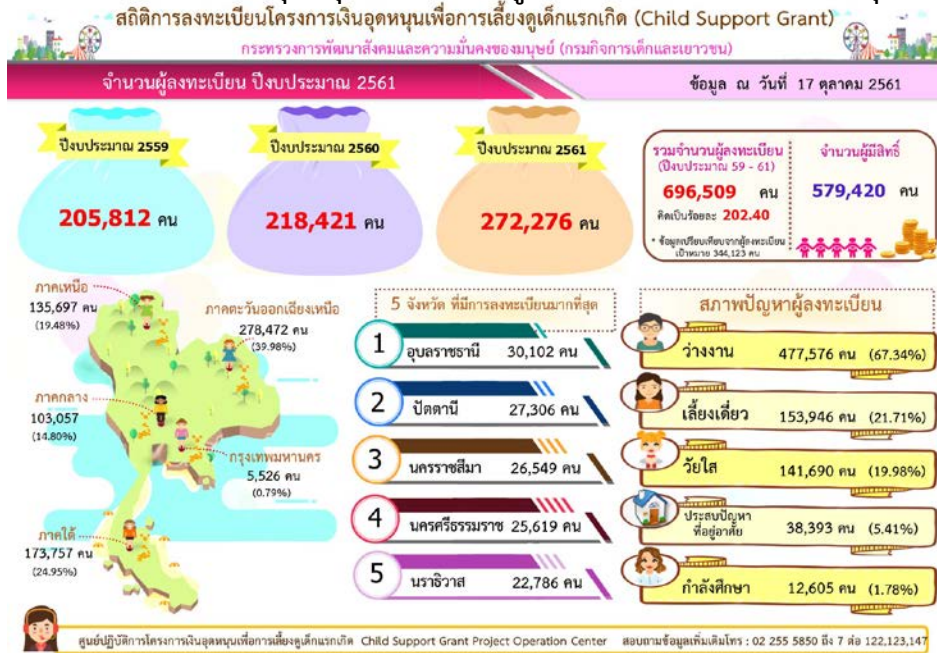 สถิติการลงทะเบียนโครงการเงินอุดหนุนเพื่อการเลี้ยงดูเด็กแรกเกิด (Child Support Grant)
กระทรวงการพัฒนาสังคมและความมั่นคงของมนุษย์ (กรมกิจการเด็กและเยาวชน)
จำนวนผู้ลงทะเบียน ปีงบประมาณ 2561
ข้อมูล ณ วันที่ 17 ตุลาคม 2561
ปีงบประมาณ 2559
205,812 คน
ปีงบประมาณ 2560
218,421 คน
ปีงบประมาณ 2561
272,276 คน
รวมจำนวนผู้ลงทะเบียน
(ปีงบประมาณ 59 - 61)
696,509 คน
คิดเป็นร้อยละ 202.40
* ข้อมูลเปรียบเทียบจากผู้ลงทะเบียน
เป้าหมาย 344,123 คน
จำนวนผู้มีสิทธิ์
579,420 คน
ภาคเหนือ
135,697 คน
(19.48%)
ภาคตะวันออกเฉียงเหนือ
278,472 คน
(39.98%)
ภาคกลาง
103,057
(14.80%)
กรุงเทพมหานคร
5,526 คน
(0.79%)
ภาคใต้
173,757 คน
(24.95%)
5 จังหวัด ที่มีการลงทะเบียนมากที่สุด
1 อุบลราชธานี 30,102 คน
2 ปัตตานี 27,306 คน
3 นครราชสีมา 26,549 คน
4 นครศรีธรรมราช 25,619 คน
5 นราธิวาส 22,786 คน
สภาพปัญหาผู้ลงทะเบียน
ว่างงาน 477,576 คน (67.34%)
เลี้ยงเดี่ยว 153,946 คน (21.71%)
วัยใส 141,690 คน (19.98%)
ประสบปัญหา
ที่อยู่อาศัย 38,393 คน (5.41%)
กำลังศึกษา 12,605 คน (1.78%)
ศูนย์ปฏิบัติการโครงการเงินอุดหนุนเพื่อการเลี้ยงดูเด็กแรกเกิด Child Support Grant Project Operation Center สอบถามข้อมูลเพิ่มเติมโทร : 02 255 5850 ถึง 7 ต่อ 122,123,147